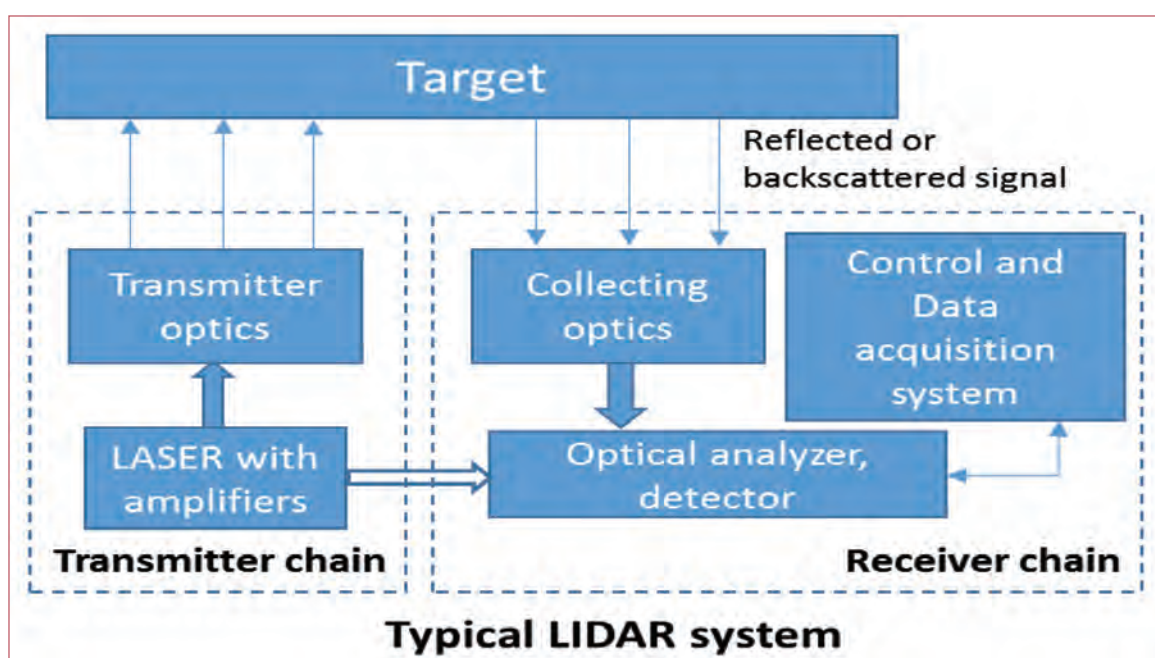 Target
Reflected or
backscattered signal
Transmitter
optics
Collecting
optics
Control and
Data
acquisition
system
LASER with
amplifiers
Optical analyzer,
detector
Transmitter chain
Receiver chain
Typical LIDAR system